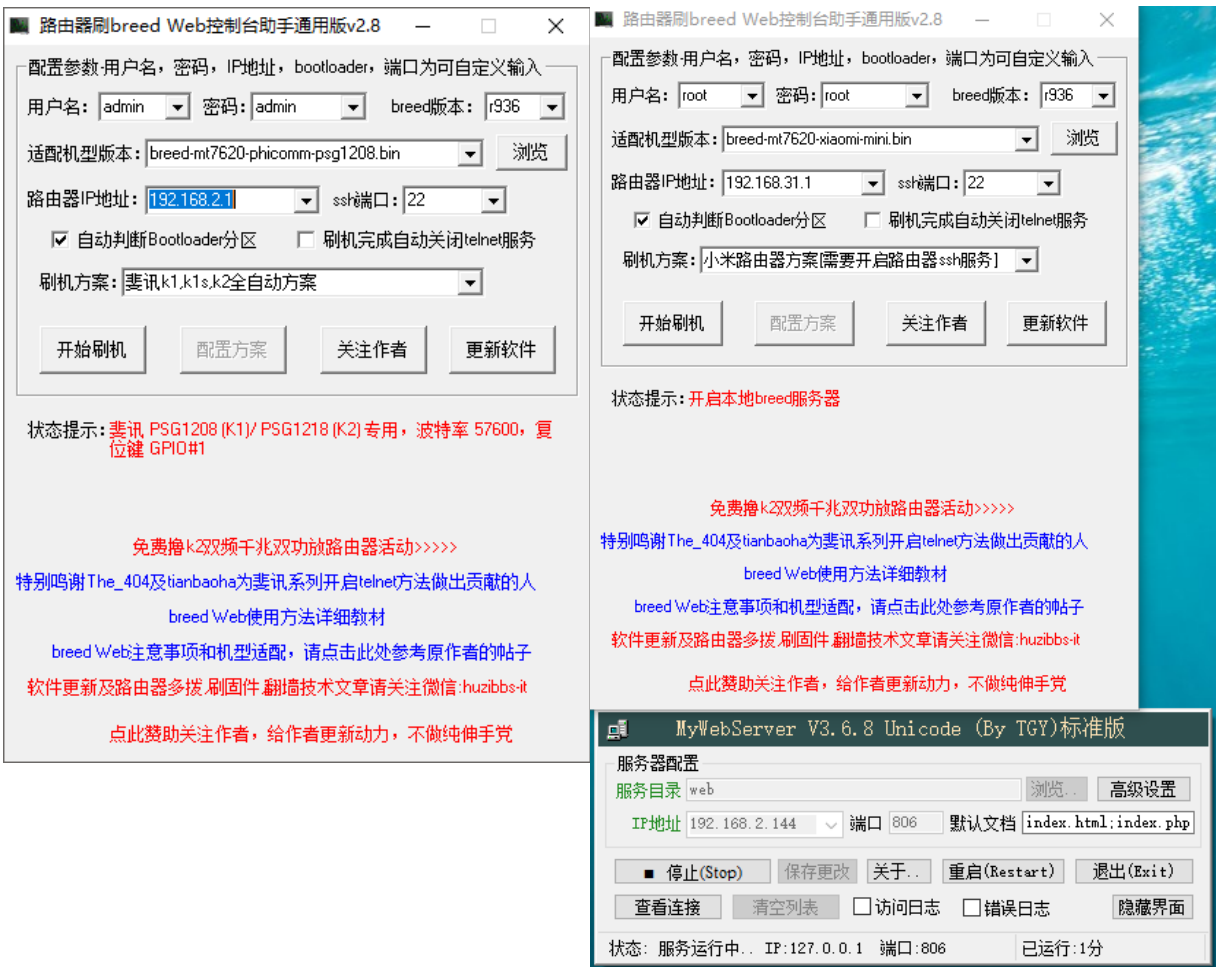 路由器刷breed Web控制台助手通用版v2.8
配置参数-用户名，密码，IP地址，bootloader，端口为可自定义输入
用户名: admin 密码: admin breed版本: r936
适配机型版本: breed-mt7620-phicomm-psg1208.bin 浏览
路由器IP地址: 192.168.2.1 ssh端口: 22
自动判断Bootloader分区 刷机完成自动关闭telnet服务
刷机方案: 斐讯k1,k1s,k2全自动方案
开始刷机 配置方案 关注作者 更新软件
状态提示: 斐讯 PSG1208 (K1)/ PSG1218 (K2) 专用，波特率 57600，复
位键 GPIO#1
免费撸k2双频千兆双功放路由器活动>>>>>
特别鸣谢The_404及tianbaoha为斐讯系列开启telnet方法做出贡献的人
breed Web使用方法详细教材
breed Web注意事项和机型适配，请点击此处参考原作者的帖子
软件更新及路由器多拨.刷固件.翻墙技术文章请关注微信:huzibbs-it
点此赞助关注作者，给作者更新动力，不做纯伸手党
路由器刷breed Web控制台助手通用版v2.8
配置参数-用户名，密码，IP地址，bootloader，端口为可自定义输入
用户名: root 密码: root breed版本: r936
适配机型版本: breed-mt7620-xiaomi-mini.bin 浏览
路由器IP地址: 192.168.31.1 ssh端口: 22
自动判断Bootloader分区 刷机完成自动关闭telnet服务
刷机方案: 小米路由器方案[需要开启路由器ssh服务]
开始刷机 配置方案 关注作者 更新软件
状态提示: 开启本地breed服务器
免费撸k2双频千兆双功放路由器活动>>>>>
特别鸣谢The_404及tianbaoha为斐讯系列开启telnet方法做出贡献的人
breed Web使用方法详细教材
breed Web注意事项和机型适配，请点击此处参考原作者的帖子
软件更新及路由器多拨.刷固件.翻墙技术文章请关注微信:huzibbs-it
点此赞助关注作者，给作者更新动力，不做纯伸手党
MyWebServer V3.6.8 Unicode (By TGY)标准版
服务器配置
服务目录 web 浏览.. 高级设置
IP地址 192.168.2.144 端口 806 默认文档 index.html;index.php
■ 停止(Stop) 保存更改 关于.. 重启(Restart) 退出(Exit)
查看连接 清空列表 访问日志 错误日志 隐藏界面
状态: 服务运行中.. IP:127.0.0.1 端口:806 已运行:1分